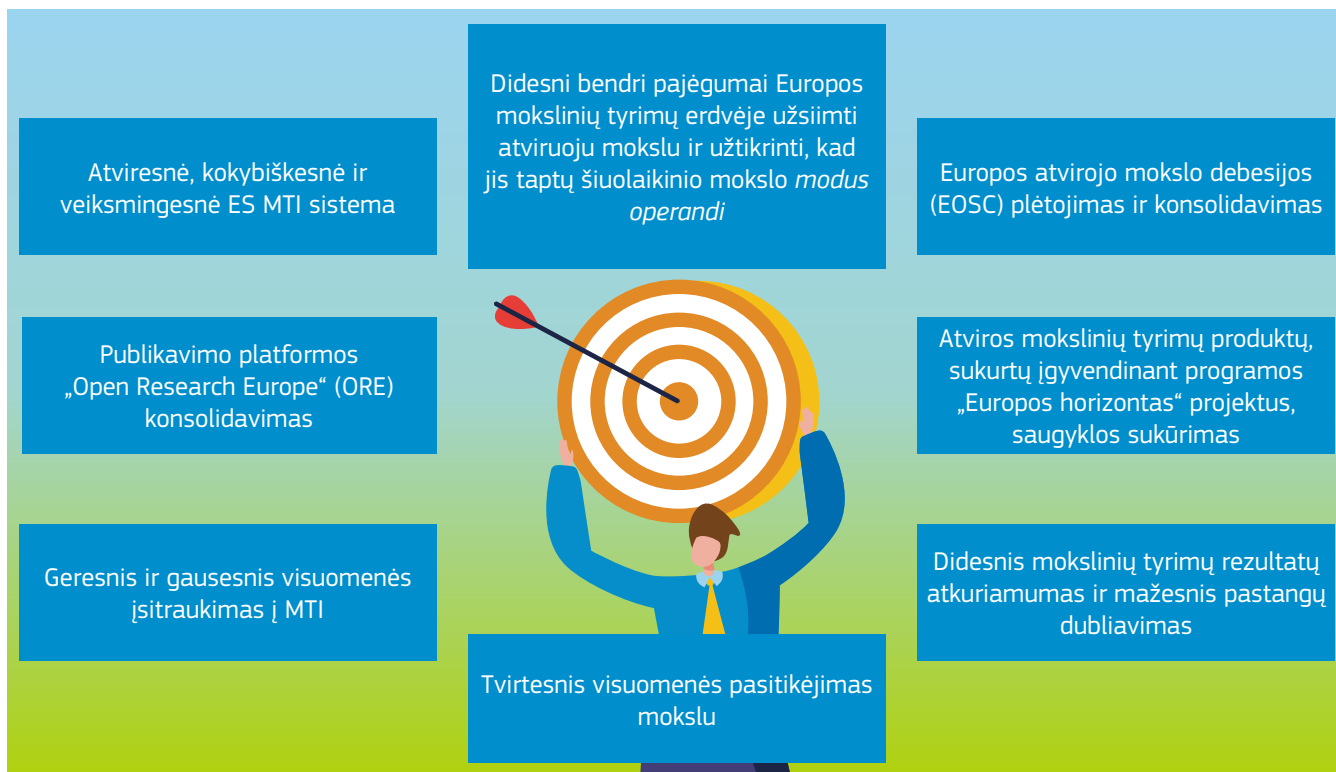 Didesni bendri pajėgumai Europos
mokslinių tyrimų erdvėje užsiimti
atviruoju mokslu ir užtikrinti, kad
jis taptų šiuolaikinio mokslo modus
operandi
Atviresnė, kokybiškesnė ir
veiksmingesnė ES MTI sistema
Europos atvirojo mokslo debesijos
(EOSC) plėtojimas ir konsolidavimas
Publikavimo platformos
„Open Research Europe“ (ORE)
konsolidavimas
Atviros mokslinių tyrimų produktų,
sukurtų įgyvendinant programos
„Europos horizontas“ projektus,
saugyklos sukūrimas
Geresnis ir gausesnis visuomenės
įsitraukimas į MTI
Didesnis mokslinių tyrimų rezultatų
atkuriamumas ir mažesnis pastangų
dubliavimas
Tvirtesnis visuomenės pasitikėjimas
mokslu